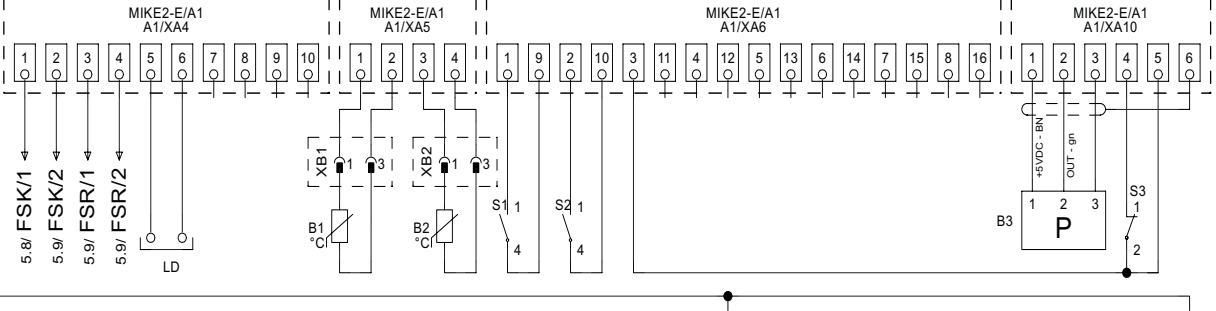 MIKE2-E/A1
A1/XA4
MIKE2-E/A1
A1/XA5
MIKE2-E/A1
A1/XA6
MIKE2-E/A1
A1/XA10
1 2 3 4 5 6 7 8 9 10
1 2 3 4
1 9 2 10 3 11 4 12 5 13 6 14 7 15 8 16
1 2 3 4 5 6
5.8/ FSK/1
5.9/ FSK/2
5.9/ FSR/1
5.9/ FSR/2
LD
XB1
1 3
XB2
1 3
B1
°C
B2
°C
S1 1
4
S2 1
4
+5VDC - BN
OUT - gn
B3
1 2 3
P
S3
1
2